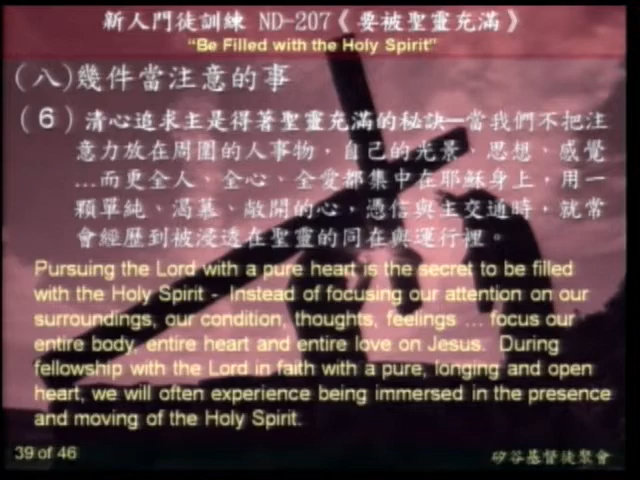 新人門徒訓練 ND-207《要被聖靈充滿》
“Be Filled with the Holy Spirit”
(八)幾件當注意的事
(6)清心追求主是得著聖靈充滿的秘訣─當我們不把注
意力放在周圍的人事物，自己的光景、思想、感覺
…而更全人、全心、全愛都集中在耶穌身上，用一
顆單純、渴慕、敞開的心，憑信與主交通時，就常
會經歷到被浸透在聖靈的同在與運行裡。
Pursuing the Lord with a pure heart is the secret to be filled
with the Holy Spirit - Instead of focusing our attention on our
surroundings, our condition, thoughts, feelings ... focus our
entire body, entire heart and entire love on Jesus. During
fellowship with the Lord in faith with a pure, longing and open
heart, we will often experience being immersed in the presence
and moving of the Holy Spirit.
39 of 46
矽谷基督徒聚會